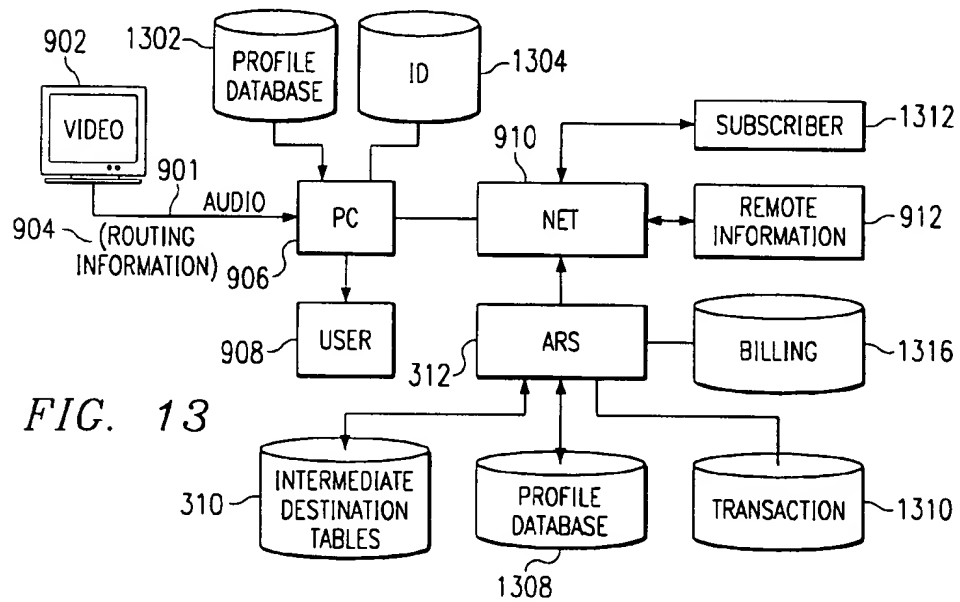 1302
902
PROFILE
DATABASE
ID
1304
VIDEO
910
SUBSCRIBER
1312
901
AUDIO
PC
NET
REMOTE
INFORMATION
912
904
(ROUTING
INFORMATION)
906
USER
908
ARS
312
BILLING
1316
FIG. 13
INTERMEDIATE
DESTINATION
TABLES
310
PROFILE
DATABASE
1308
TRANSACTION
1310